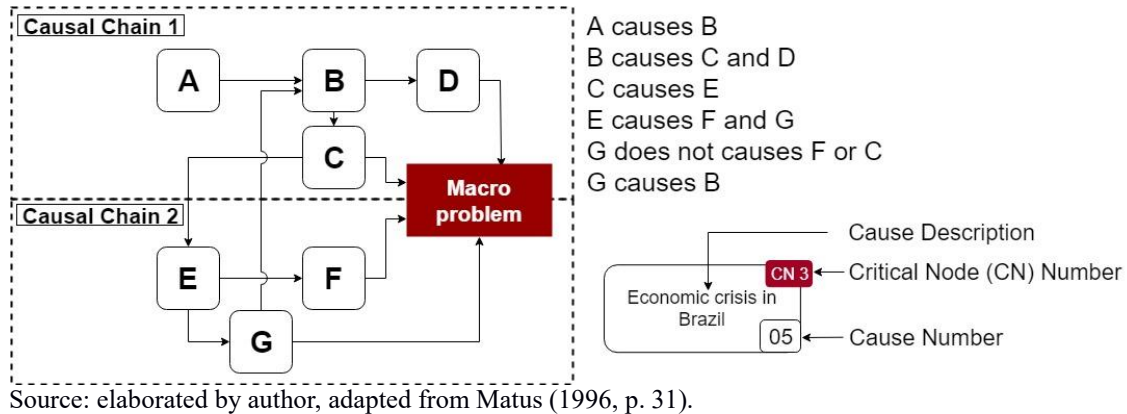 Causal Chain 1
A
B
D
C
Macro
problem
Causal Chain 2
E
F
G
A causes B
B causes C and D
C causes E
E causes F and G
G does not causes F or C
G causes B
Cause Description
CN 3
Critical Node (CN) Number
Economic crisis in
Brazil
05
Cause Number
Source: elaborated by author, adapted from Matus (1996, p. 31).